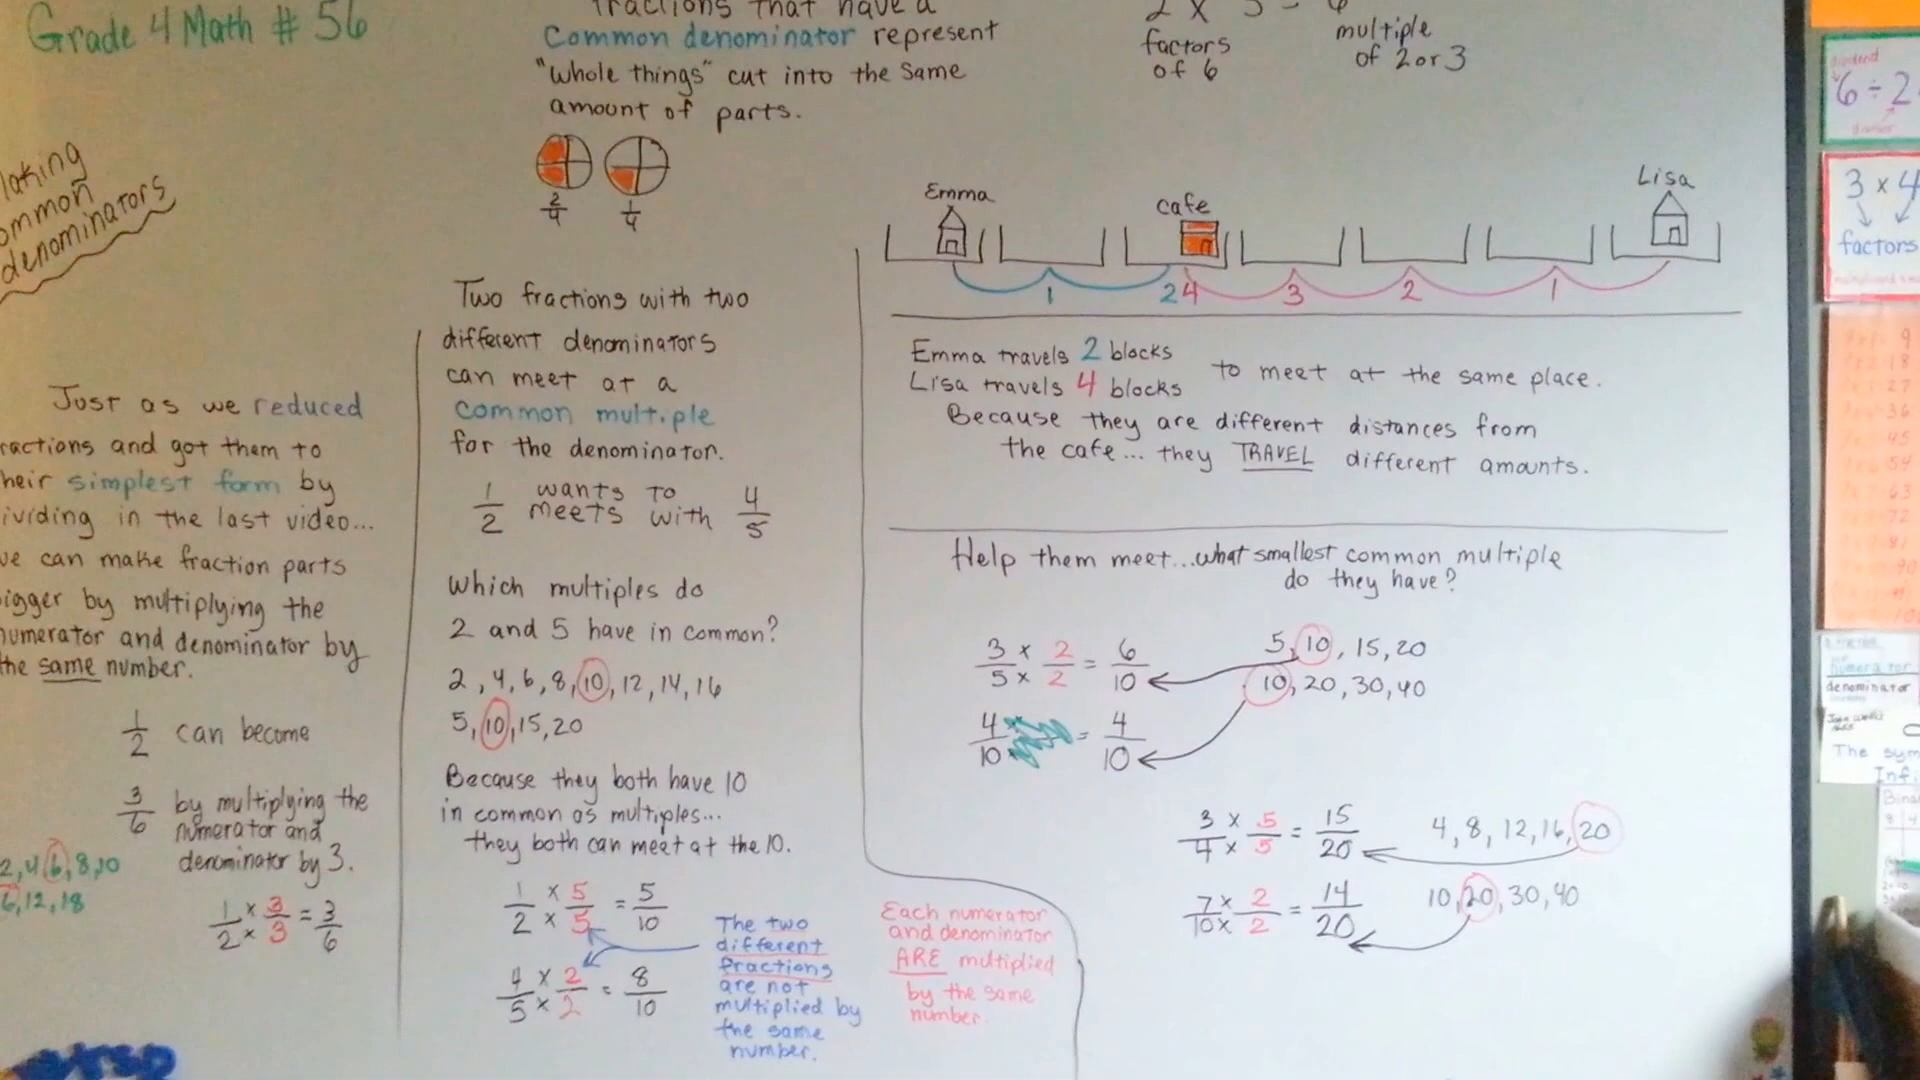 Grade 4 Math # 56
fractions that have a
Common denominator represent
"whole things" cut into the same
amount of parts.
2/4 1/4
2 x 3 = 6
factors
of 6
multiple
of 2 or 3
denominators
Just as we reduced
and got them to
simplest form by
in the last video...
can make fraction parts
by multiplying the
numerator and denominator by
the same number.
1/2 can become
3/6 by multiplying the
numerator and
denominator by 3.
2,4,6,8,10
6,12,18
1/2 x 3/3 = 3/6
Two fractions with two
different denominators
can meet at a
common multiple
for the denominator.
1/2 wants to
meets with 4/5
Which multiples do
2 and 5 have in common?
2, 4, 6, 8, 10, 12, 14, 16
5, 10, 15, 20
Because they both have 10
in common as multiples...
they both can meet at the 10.
1/2 x 5/5 = 5/10
4/5 x 2/2 = 8/10
The two
different
fractions
are not
multiplied by
the same
number.
Each numerator
and denominator
ARE multiplied
by the same
number.
Emma
cafe
Lisa
1 2 4 3 2 1
Emma travels 2 blocks
Lisa travels 4 blocks
to meet at the same place.
Because they are different distances from
the cafe... they TRAVEL different amounts.
Help them meet... what smallest common multiple
do they have?
3/5 x 2/2 = 6/10
5, 10, 15, 20
10, 20, 30, 40
4/10 = 4/10
3/4 x 5/5 = 15/20
4, 8, 12, 16, 20
7/10 x 2/2 = 14/20
10, 20, 30, 40
dividend
6 ÷ 2
3 x 4
factors
numerator
denominator
The sym